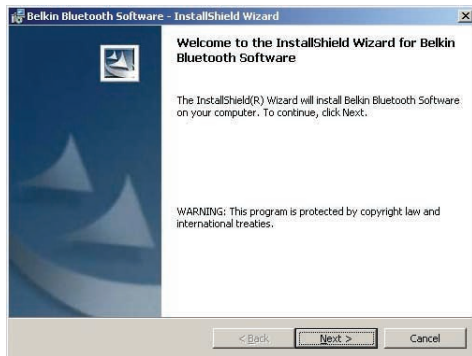 Belkin Bluetooth Software - InstallShield Wizard
Welcome to the InstallShield Wizard for Belkin
Bluetooth Software
The InstallShield(R) Wizard will install Belkin Bluetooth Software
on your computer. To continue, click Next.
WARNING: This program is protected by copyright law and
international treaties.
< Back Next > Cancel